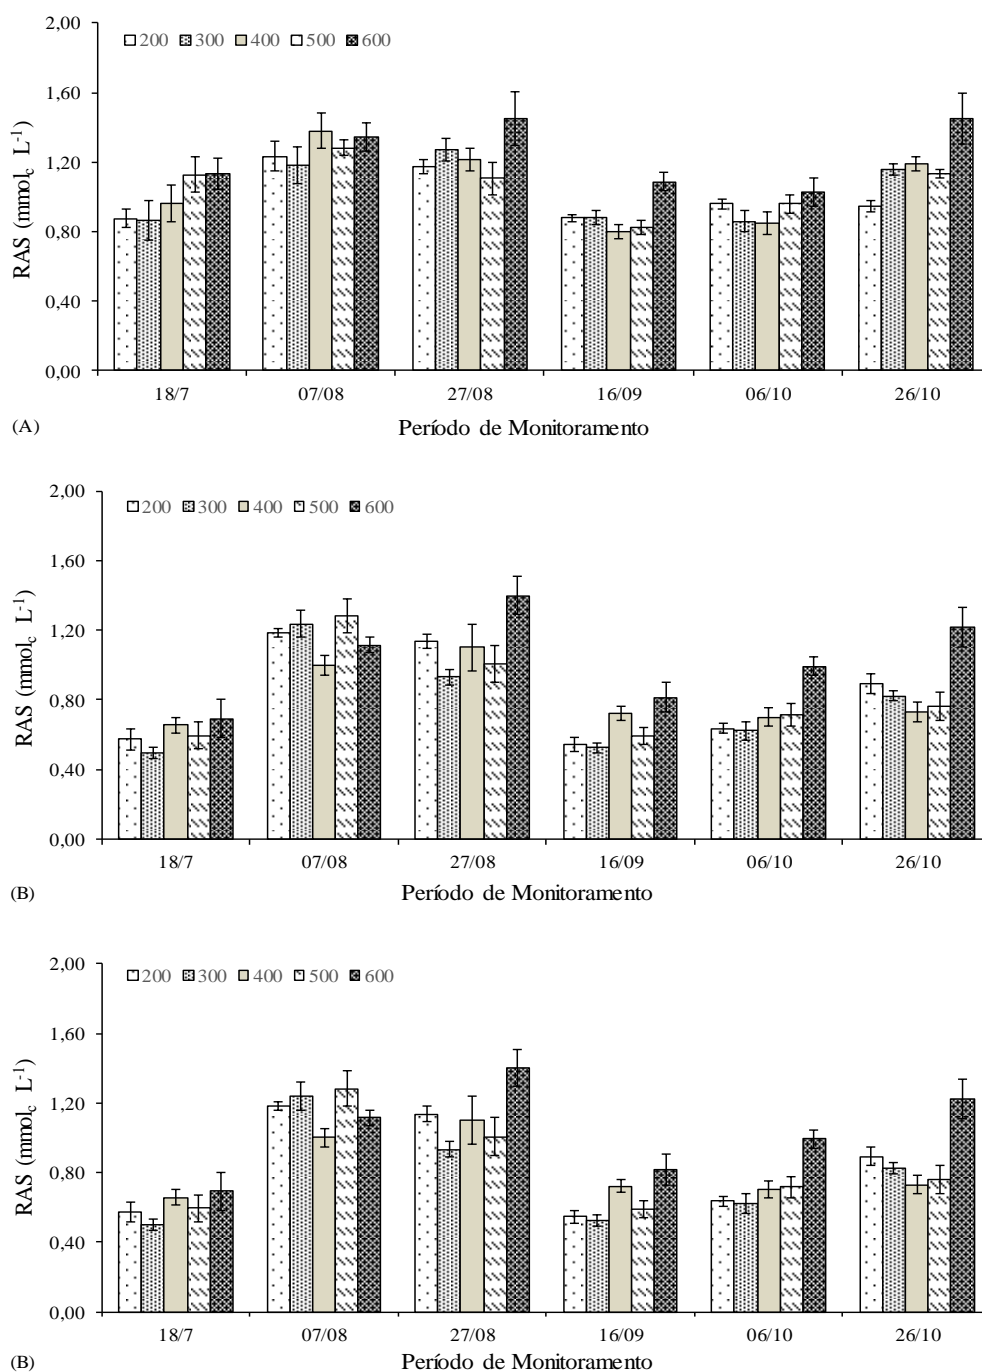 2,00
200 300 400 500 600
1,60
1,20
0,80
0,40
0,00
RAS (mmolc L-1)
18/7 07/08 27/08 16/09 06/10 26/10
(A) Período de Monitoramento
2,00
200 300 400 500 600
1,60
1,20
0,80
0,40
0,00
RAS (mmolc L-1)
18/7 07/08 27/08 16/09 06/10 26/10
(B) Período de Monitoramento
2,00
200 300 400 500 600
1,60
1,20
0,80
0,40
0,00
RAS (mmolc L-1)
18/7 07/08 27/08 16/09 06/10 26/10
(B) Período de Monitoramento